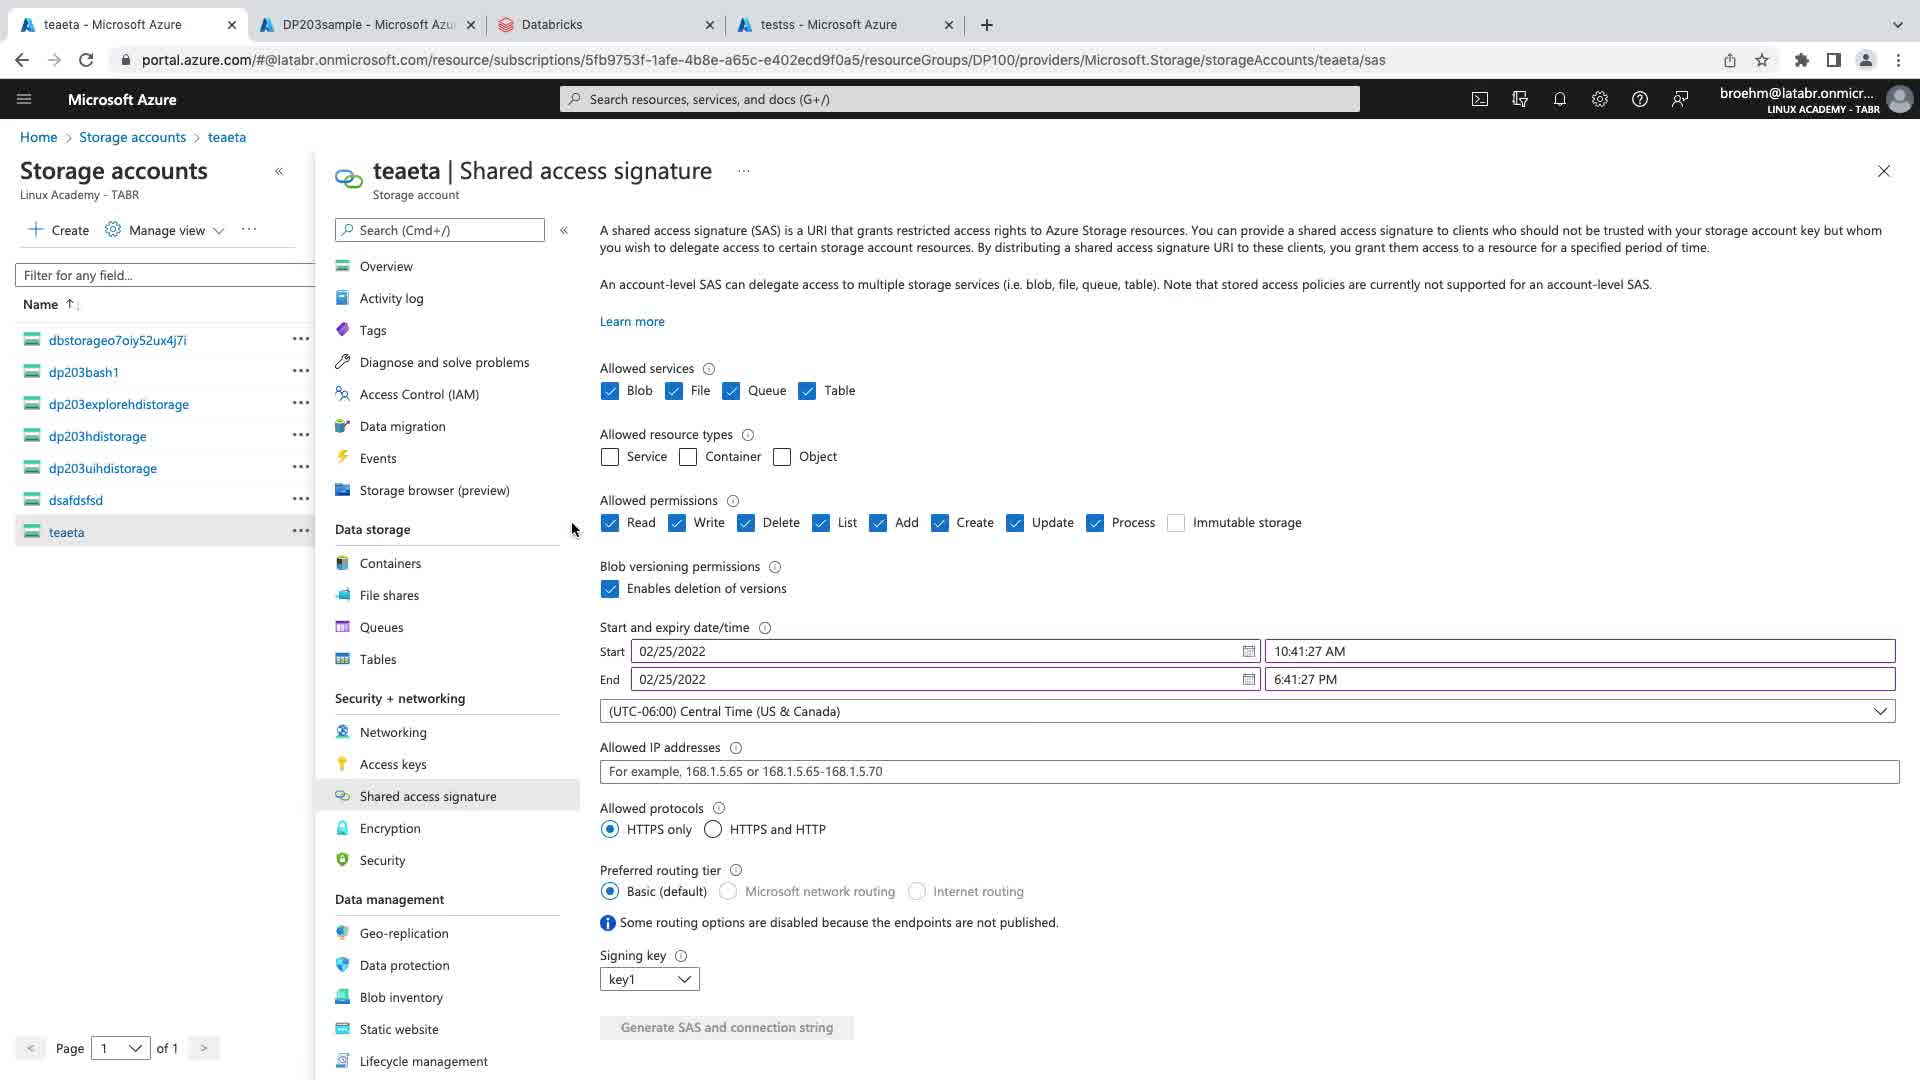 teaeta - Microsoft Azure
DP203sample - Microsoft Azu
Databricks
testss - Microsoft Azure
portal.azure.com/#@latabr.onmicrosoft.com/resource/subscriptions/5fb9753f-1afe-4b8e-a65c-e402ecd9f0a5/resourceGroups/DP100/providers/Microsoft.Storage/storageAccounts/teaeta/sas
Microsoft Azure
Search resources, services, and docs (G+/)
broehm@latabr.onmicr...
LINUX ACADEMY - TABR
Home > Storage accounts > teaeta
Storage accounts
Linux Academy - TABR
Create
Manage view
Filter for any field...
Name
dbstorageo7oiy52ux4j7i
dp203bash1
dp203explorehdistorage
dp203hdistorage
dp203uihdistorage
dsafdsfsd
teaeta
< Page 1 of 1 >
teaeta | Shared access signature
Storage account
Search (Cmd+/)
Overview
Activity log
Tags
Diagnose and solve problems
Access Control (IAM)
Data migration
Events
Storage browser (preview)
Data storage
Containers
File shares
Queues
Tables
Security + networking
Networking
Access keys
Shared access signature
Encryption
Security
Data management
Geo-replication
Data protection
Blob inventory
Static website
Lifecycle management
A shared access signature (SAS) is a URI that grants restricted access rights to Azure Storage resources. You can provide a shared access signature to clients who should not be trusted with your storage account key but whom
you wish to delegate access to certain storage account resources. By distributing a shared access signature URI to these clients, you grant them access to a resource for a specified period of time.
An account-level SAS can delegate access to multiple storage services (i.e. blob, file, queue, table). Note that stored access policies are currently not supported for an account-level SAS.
Learn more
Allowed services
Blob File Queue Table
Allowed resource types
Service Container Object
Allowed permissions
Read Write Delete List Add Create Update Process Immutable storage
Blob versioning permissions
Enables deletion of versions
Start and expiry date/time
Start 02/25/2022 10:41:27 AM
End 02/25/2022 6:41:27 PM
(UTC-06:00) Central Time (US & Canada)
Allowed IP addresses
For example, 168.1.5.65 or 168.1.5.65-168.1.5.70
Allowed protocols
HTTPS only HTTPS and HTTP
Preferred routing tier
Basic (default) Microsoft network routing Internet routing
Some routing options are disabled because the endpoints are not published.
Signing key
key1
Generate SAS and connection string